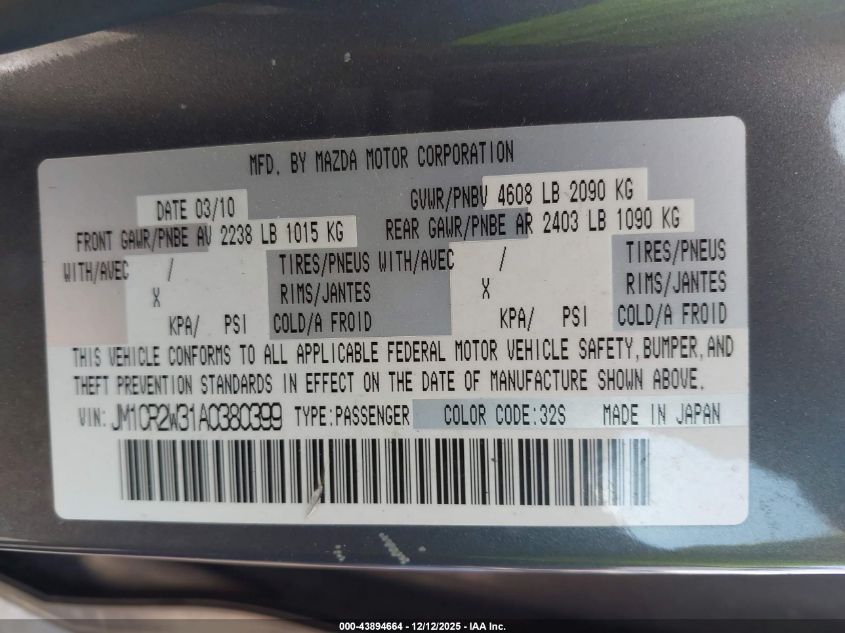 MFD. BY MAZDA MOTOR CORPORATION
DATE 03/10 GVWR/PNBV 4608 LB 2090 KG
FRONT GAWR/PNBE AV 2238 LB 1015 KG REAR GAWR/PNBE AR 2403 LB 1090 KG
WITH/AVEC / TIRES/PNEUS WITH/AVEC / TIRES/PNEUS
X RIMS/JANTES X RIMS/JANTES
KPA/ PSI COLD/A FROID KPA/ PSI COLD/A FROID
THIS VEHICLE CONFORMS TO ALL APPLICABLE FEDERAL MOTOR VEHICLE SAFETY, BUMPER, AND
THEFT PREVENTION STANDARDS IN EFFECT ON THE DATE OF MANUFACTURE SHOWN ABOVE.
VIN: JM1CR2W31A0380399 TYPE:PASSENGER COLOR CODE:32S MADE IN JAPAN
000-43894664 - 12/12/2025 - IAA Inc.